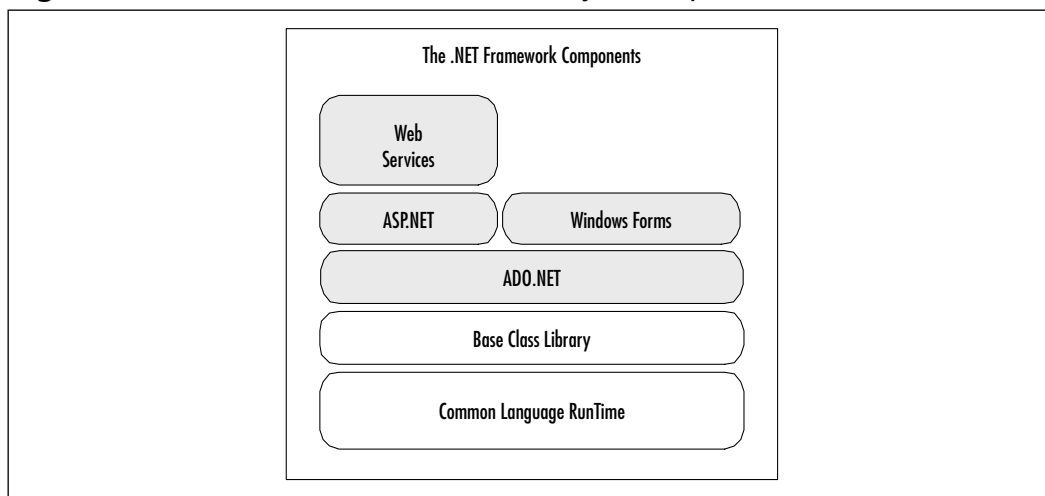 The .NET Framework Components
Web
Services
ASP.NET
Windows Forms
ADO.NET
Base Class Library
Common Language RunTime